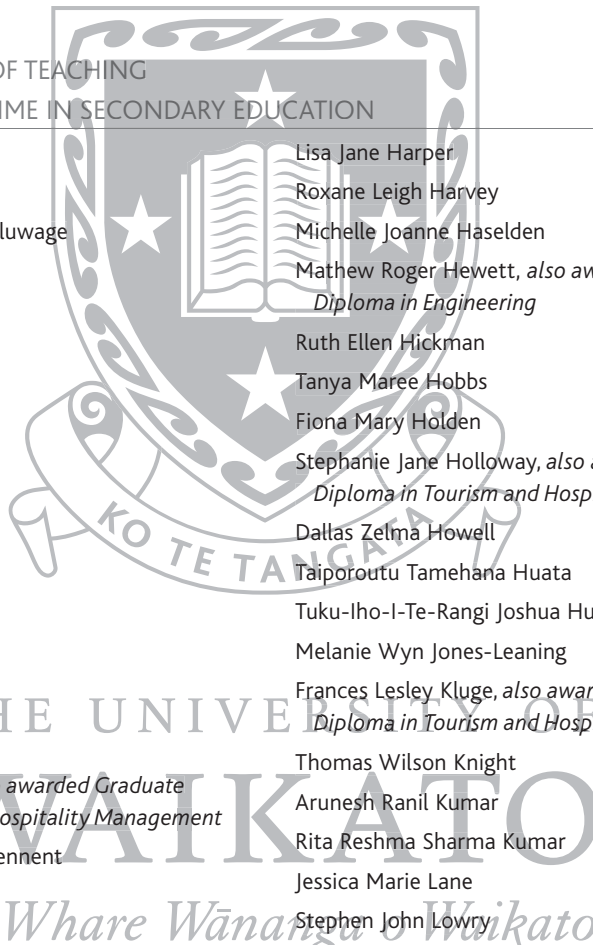 OF TEACHING
IME IN SECONDARY EDUCATION
luwage
awarded Graduate
ospitality Management
ennent
Lisa Jane Harper
Roxane Leigh Harvey
Michelle Joanne Haselden
Mathew Roger Hewett, also aw
Diploma in Engineering
Ruth Ellen Hickman
Tanya Maree Hobbs
Fiona Mary Holden
Stephanie Jane Holloway, also a
Diploma in Tourism and Hosp
Dallas Zelma Howell
Taiporoutu Tamehana Huata
Tuku-Iho-I-Te-Rangi Joshua Hu
Melanie Wyn Jones-Leaning
Frances Lesley Kluge, also awar
Diploma in Tourism and Hosp
Thomas Wilson Knight
Arunesh Ranil Kumar
Rita Reshma Sharma Kumar
Jessica Marie Lane
Stephen John Lowry
KO TE TANGATA
HE UNIVERSITY OF
WAIKATO
Whare Wānanga o Waikato